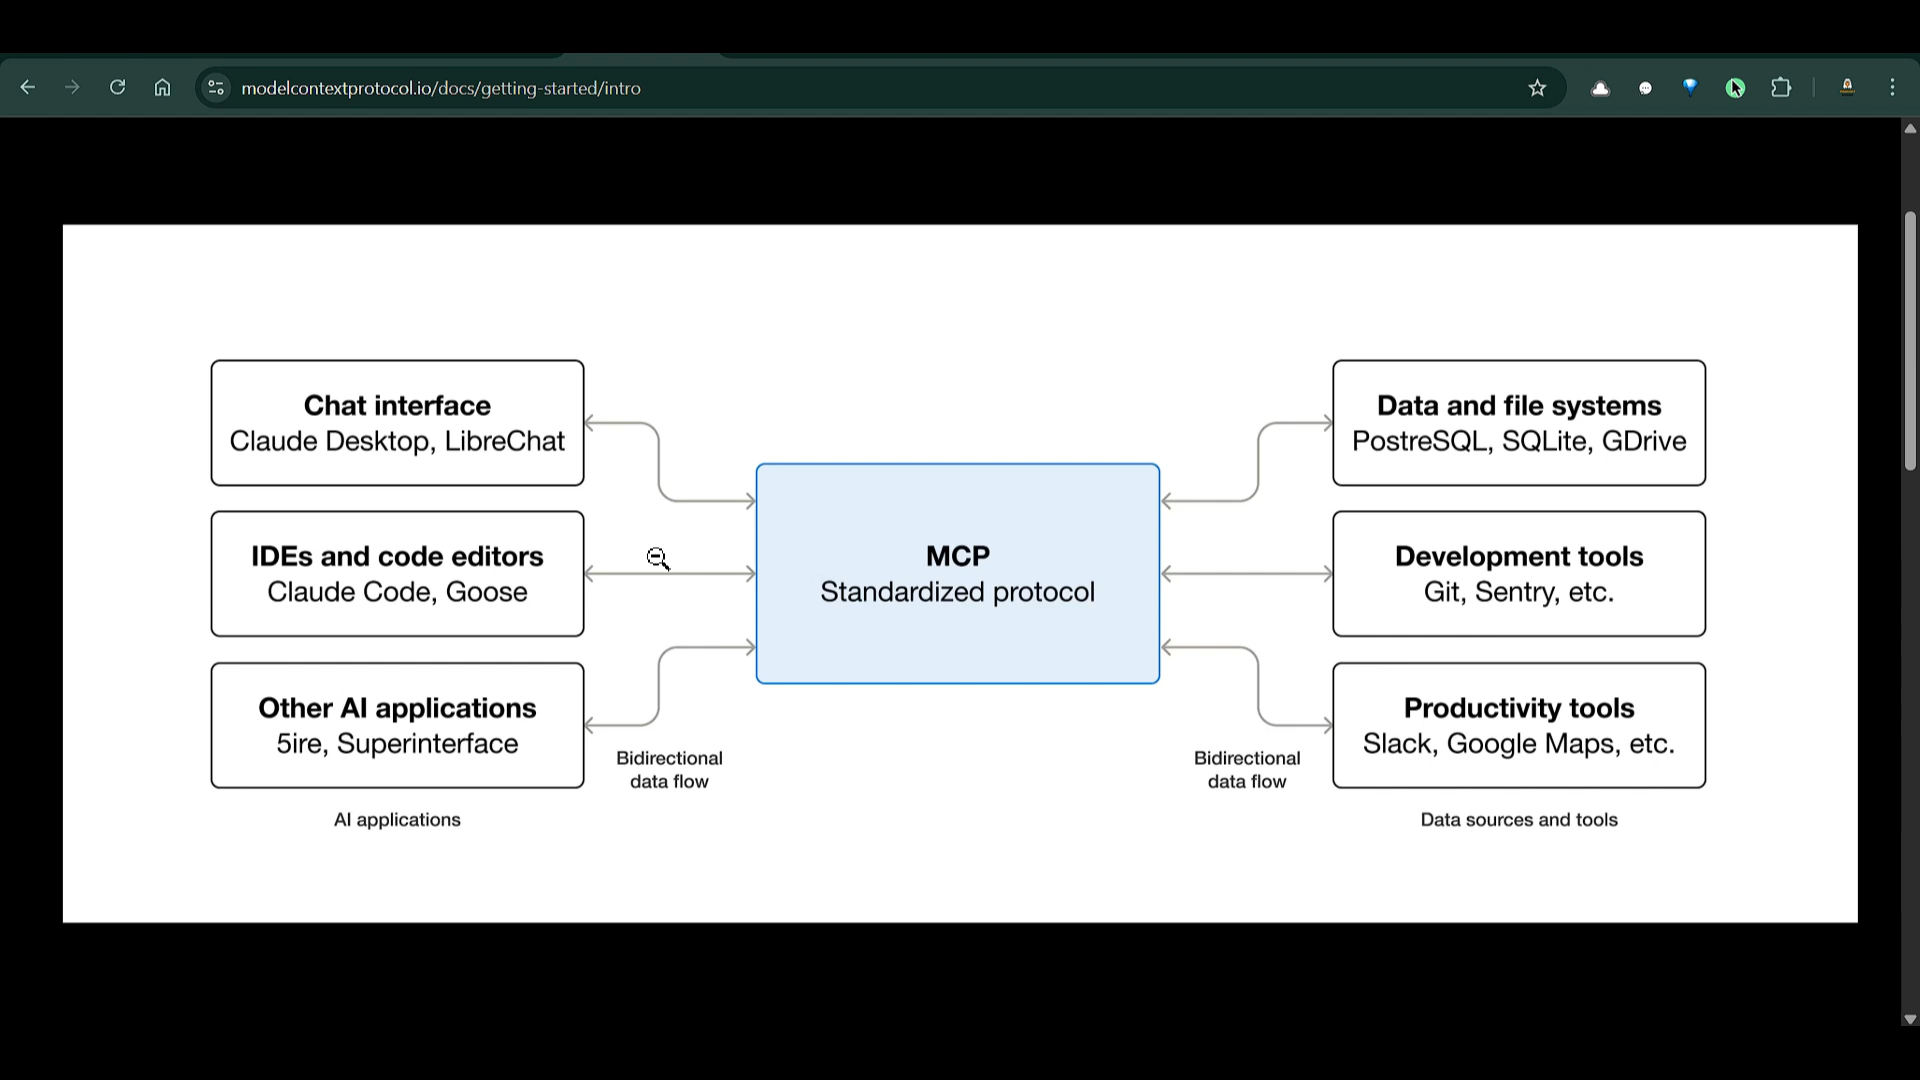 modelcontextprotocol.io/docs/getting-started/intro
Chat interface
Claude Desktop, LibreChat
IDEs and code editors
Claude Code, Goose
Other AI applications
5ire, Superinterface
AI applications
Bidirectional
data flow
MCP
Standardized protocol
Bidirectional
data flow
Data and file systems
PostreSQL, SQLite, GDrive
Development tools
Git, Sentry, etc.
Productivity tools
Slack, Google Maps, etc.
Data sources and tools